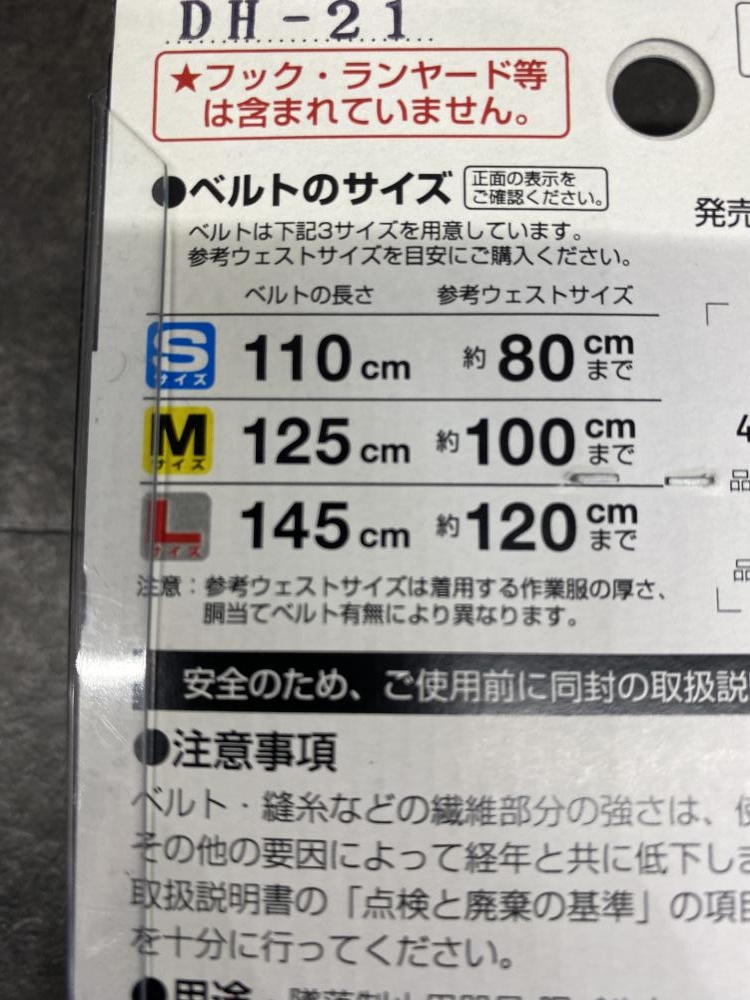 DH-21
★フック・ランヤード等
は含まれていません。
●ベルトのサイズ
正面の表示を
ご確認ください。
発売
ベルトは下記3サイズを用意しています。
参考ウェストサイズを目安にご購入ください。
ベルトの長さ 参考ウェストサイズ
Sサイズ 110cm 約80cmまで
Mサイズ 125cm 約100cmまで
Lサイズ 145cm 約120cmまで
4
品
品
注意:参考ウェストサイズは着用する作業服の厚さ、
胴当てベルト有無により異なります。
安全のため、ご使用前に同封の取扱説
●注意事項
ベルト・縫糸などの繊維部分の強さは、使
その他の要因によって経年と共に低下しま
取扱説明書の「点検と廃棄の基準」の項目
を十分に行ってください。
●用途